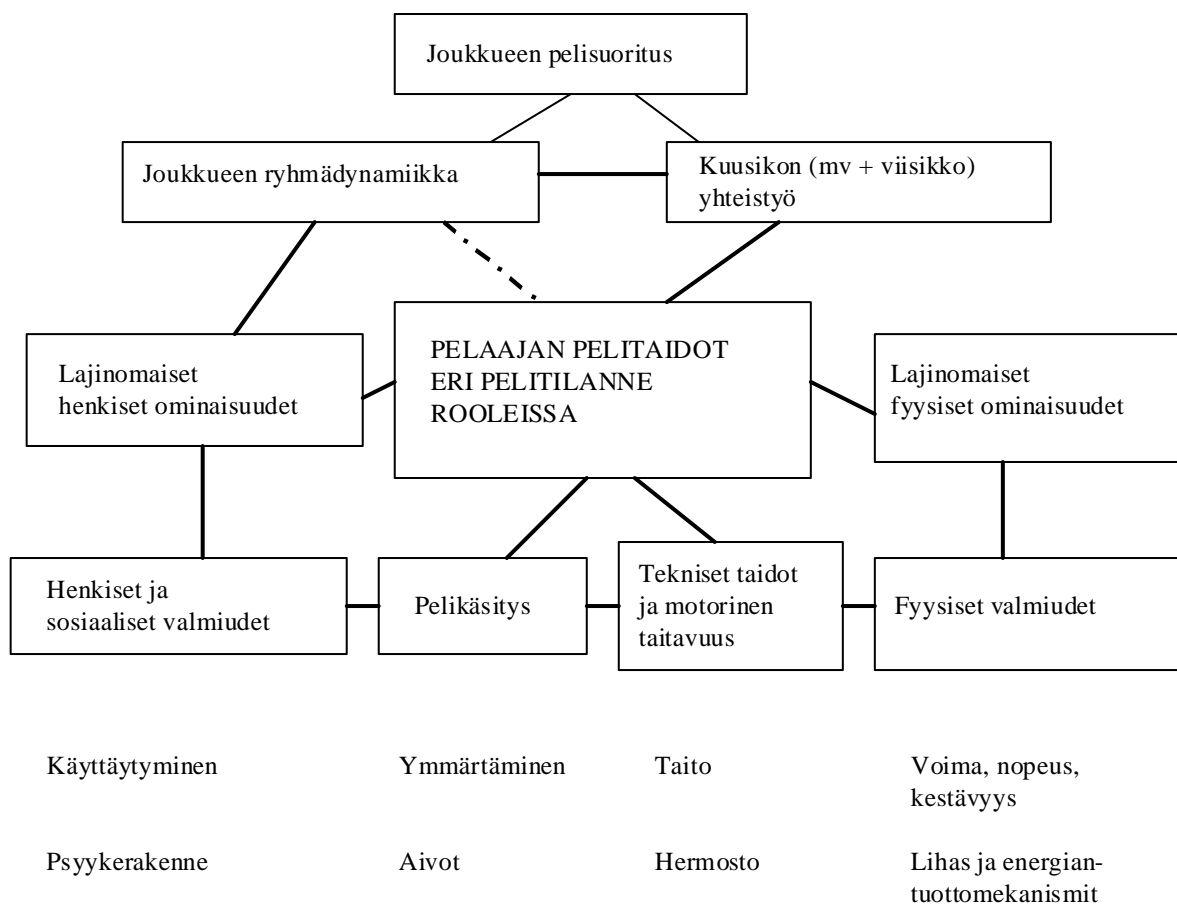 Joukkueen pelisuoritus
Joukkueen ryhmädynamiikka
Kuusikon (mv + viisikko)
yhteistyö
Lajinomaiset
henkiset ominaisuudet
PELAAJAN PELITAIDOT
ERI PELITILANNE
ROOLEISSA
Lajinomaiset
fyysiset ominaisuudet
Henkiset ja
sosiaaliset valmiudet
Pelikäsitys
Tekniset taidot
ja motorinen
taitavuus
Fyysiset valmiudet
Käyttäytyminen
Ymmärtäminen
Taito
Voima, nopeus,
kestävyys
Psyykerakenne
Aivot
Hermosto
Lihas ja energian-
tuottomekanismit